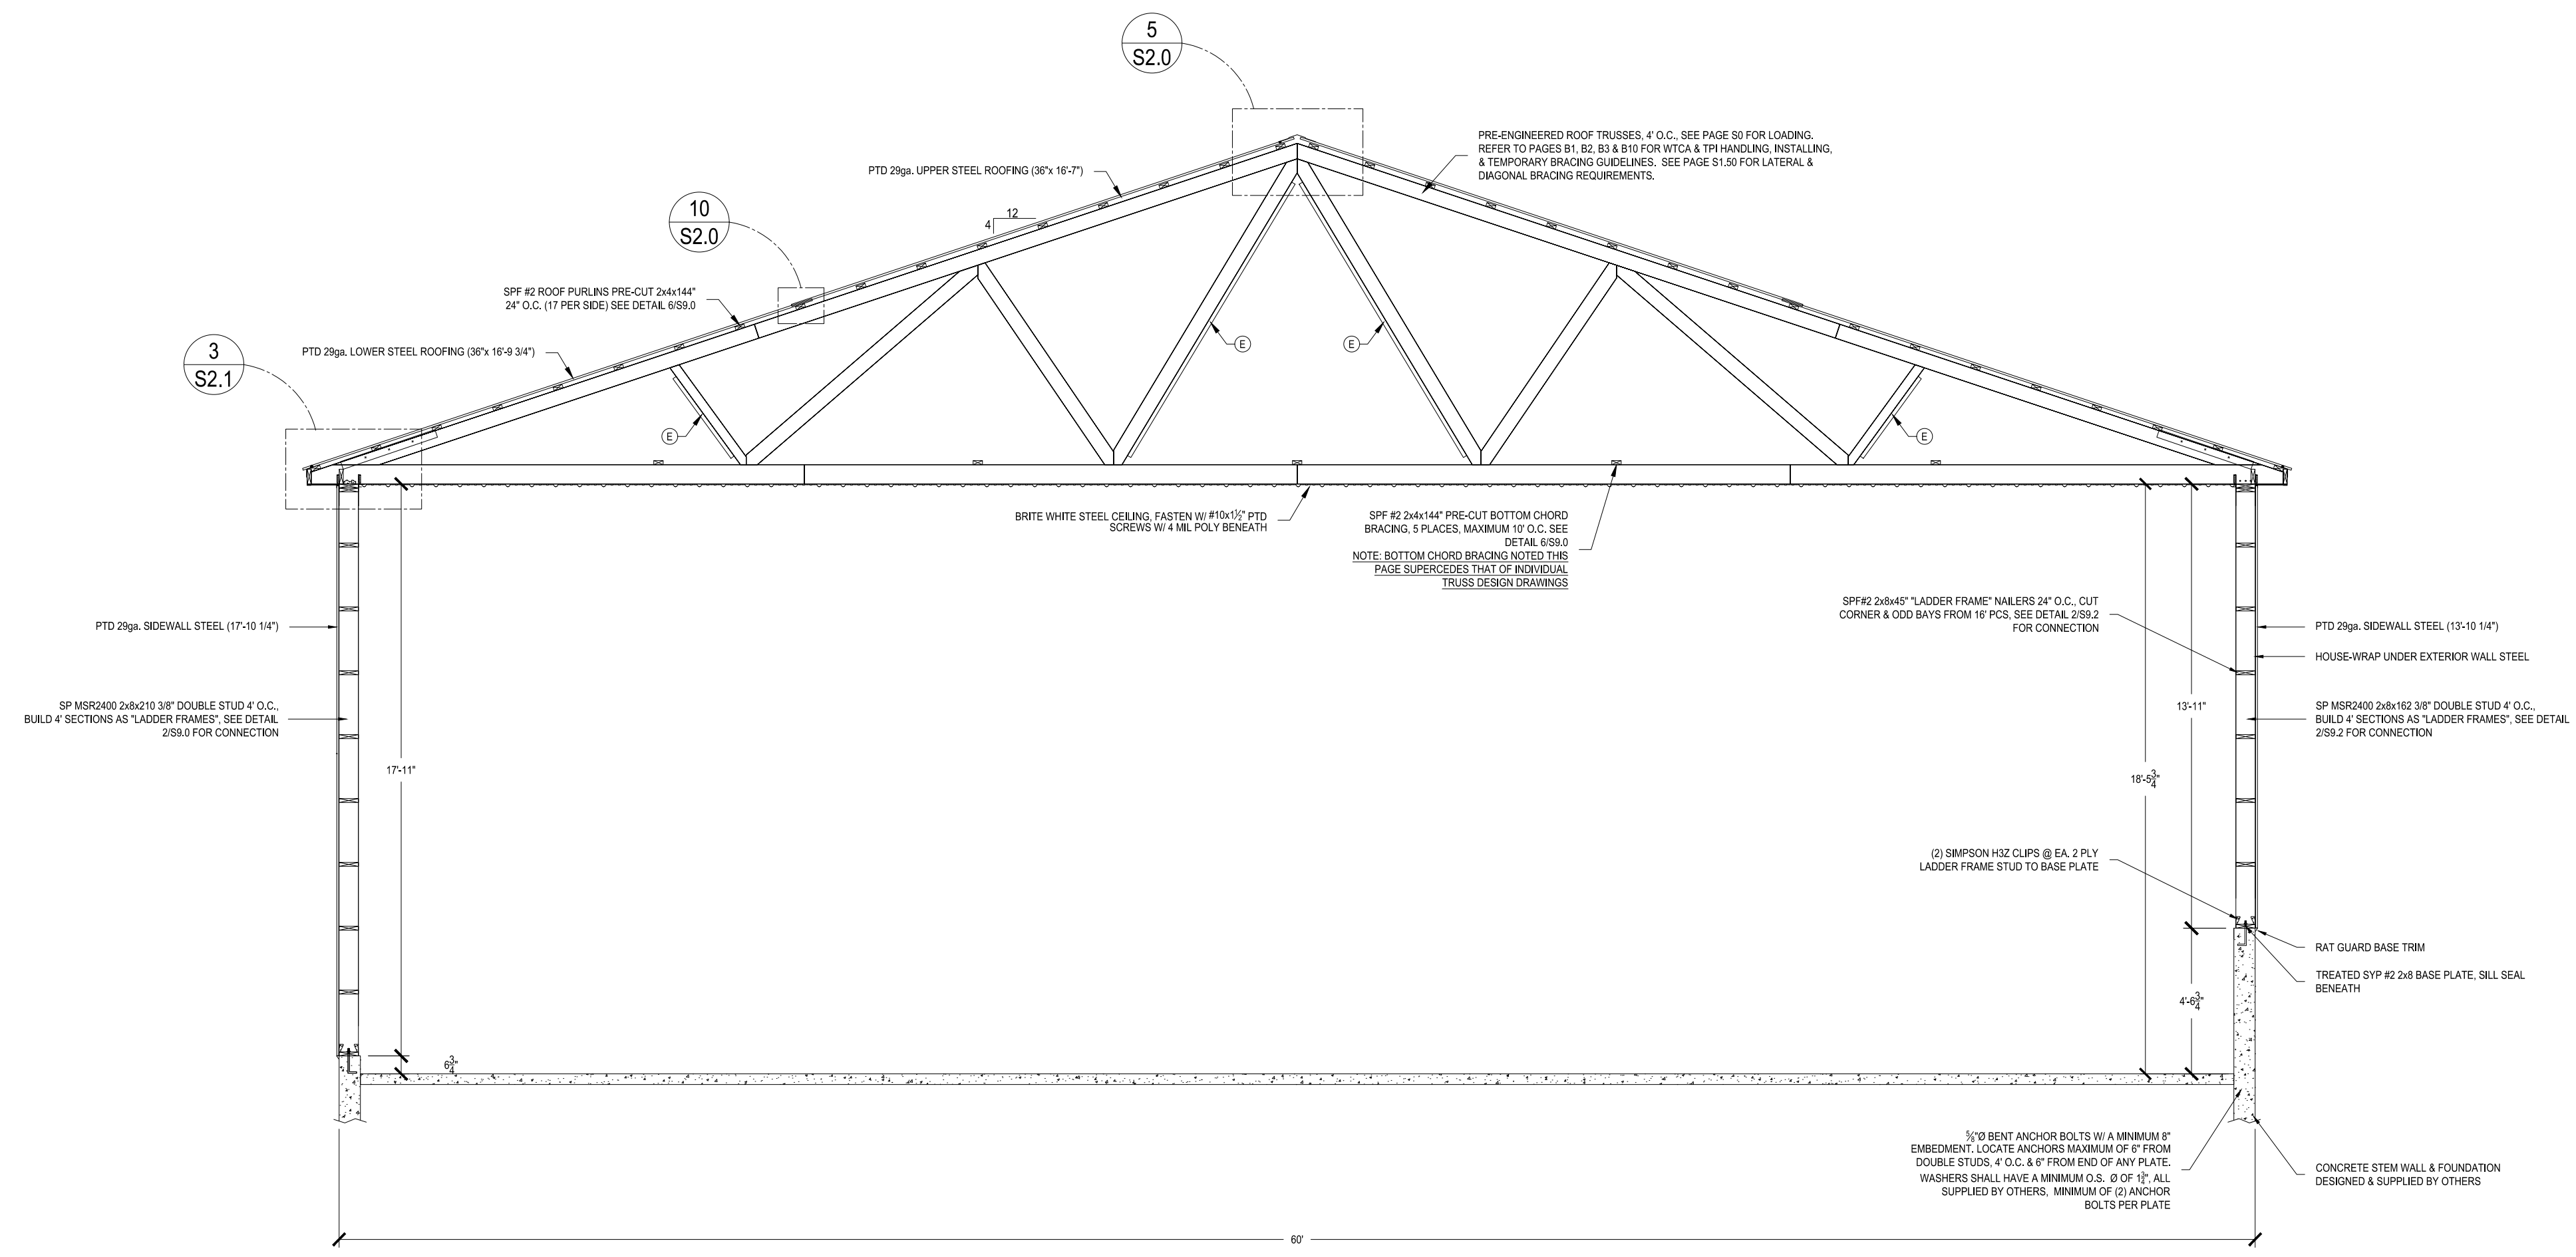 5
S2.0
PRE-ENGINEERED ROOF TRUSSES, 4' O.C., SEE PAGE S0 FOR LOADING.
REFER TO PAGES B1, B2, B3 & B10 FOR WTCA & TPI HANDLING, INSTALLING,
& TEMPORARY BRACING GUIDELINES. SEE PAGE S1.50 FOR LATERAL &
DIAGONAL BRACING REQUIREMENTS.
PTD 29ga. UPPER STEEL ROOFING (36"x 16'-7")
10
S2.0
12
4
SPF #2 ROOF PURLINS PRE-CUT 2x4x144"
24" O.C. (17 PER SIDE) SEE DETAIL 6/S9.0
3
S2.1
PTD 29ga. LOWER STEEL ROOFING (36"x 16'-9 3/4")
E
E
E
E
BRITE WHITE STEEL CEILING, FASTEN W/ #10x1½" PTD
SCREWS W/ 4 MIL POLY BENEATH
SPF #2 2x4x144" PRE-CUT BOTTOM CHORD
BRACING, 5 PLACES, MAXIMUM 10' O.C. SEE
DETAIL 6/S9.0
NOTE: BOTTOM CHORD BRACING NOTED THIS
PAGE SUPERCEDES THAT OF INDIVIDUAL
TRUSS DESIGN DRAWINGS
SPF#2 2x8x45" "LADDER FRAME" NAILERS 24" O.C., CUT
CORNER & ODD BAYS FROM 16' PCS, SEE DETAIL 2/S9.2
FOR CONNECTION
PTD 29ga. SIDEWALL STEEL (17'-10 1/4")
PTD 29ga. SIDEWALL STEEL (13'-10 1/4")
HOUSE-WRAP UNDER EXTERIOR WALL STEEL
SP MSR2400 2x8x210 3/8" DOUBLE STUD 4' O.C.,
BUILD 4' SECTIONS AS "LADDER FRAMES", SEE DETAIL
2/S9.0 FOR CONNECTION
13'-11"
SP MSR2400 2x8x162 3/8" DOUBLE STUD 4' O.C.,
BUILD 4' SECTIONS AS "LADDER FRAMES", SEE DETAIL
2/S9.2 FOR CONNECTION
17'-11"
18'-5¾"
(2) SIMPSON H3Z CLIPS @ EA. 2 PLY
LADDER FRAME STUD TO BASE PLATE
RAT GUARD BASE TRIM
TREATED SYP #2 2x8 BASE PLATE, SILL SEAL
BENEATH
4'-6¾"
6¾"
⅝"Ø BENT ANCHOR BOLTS W/ A MINIMUM 8"
EMBEDMENT. LOCATE ANCHORS MAXIMUM OF 6" FROM
DOUBLE STUDS, 4' O.C. & 6" FROM END OF ANY PLATE.
WASHERS SHALL HAVE A MINIMUM O.S. Ø OF 1¾", ALL
SUPPLIED BY OTHERS, MINIMUM OF (2) ANCHOR
BOLTS PER PLATE
CONCRETE STEM WALL & FOUNDATION
DESIGNED & SUPPLIED BY OTHERS
60'